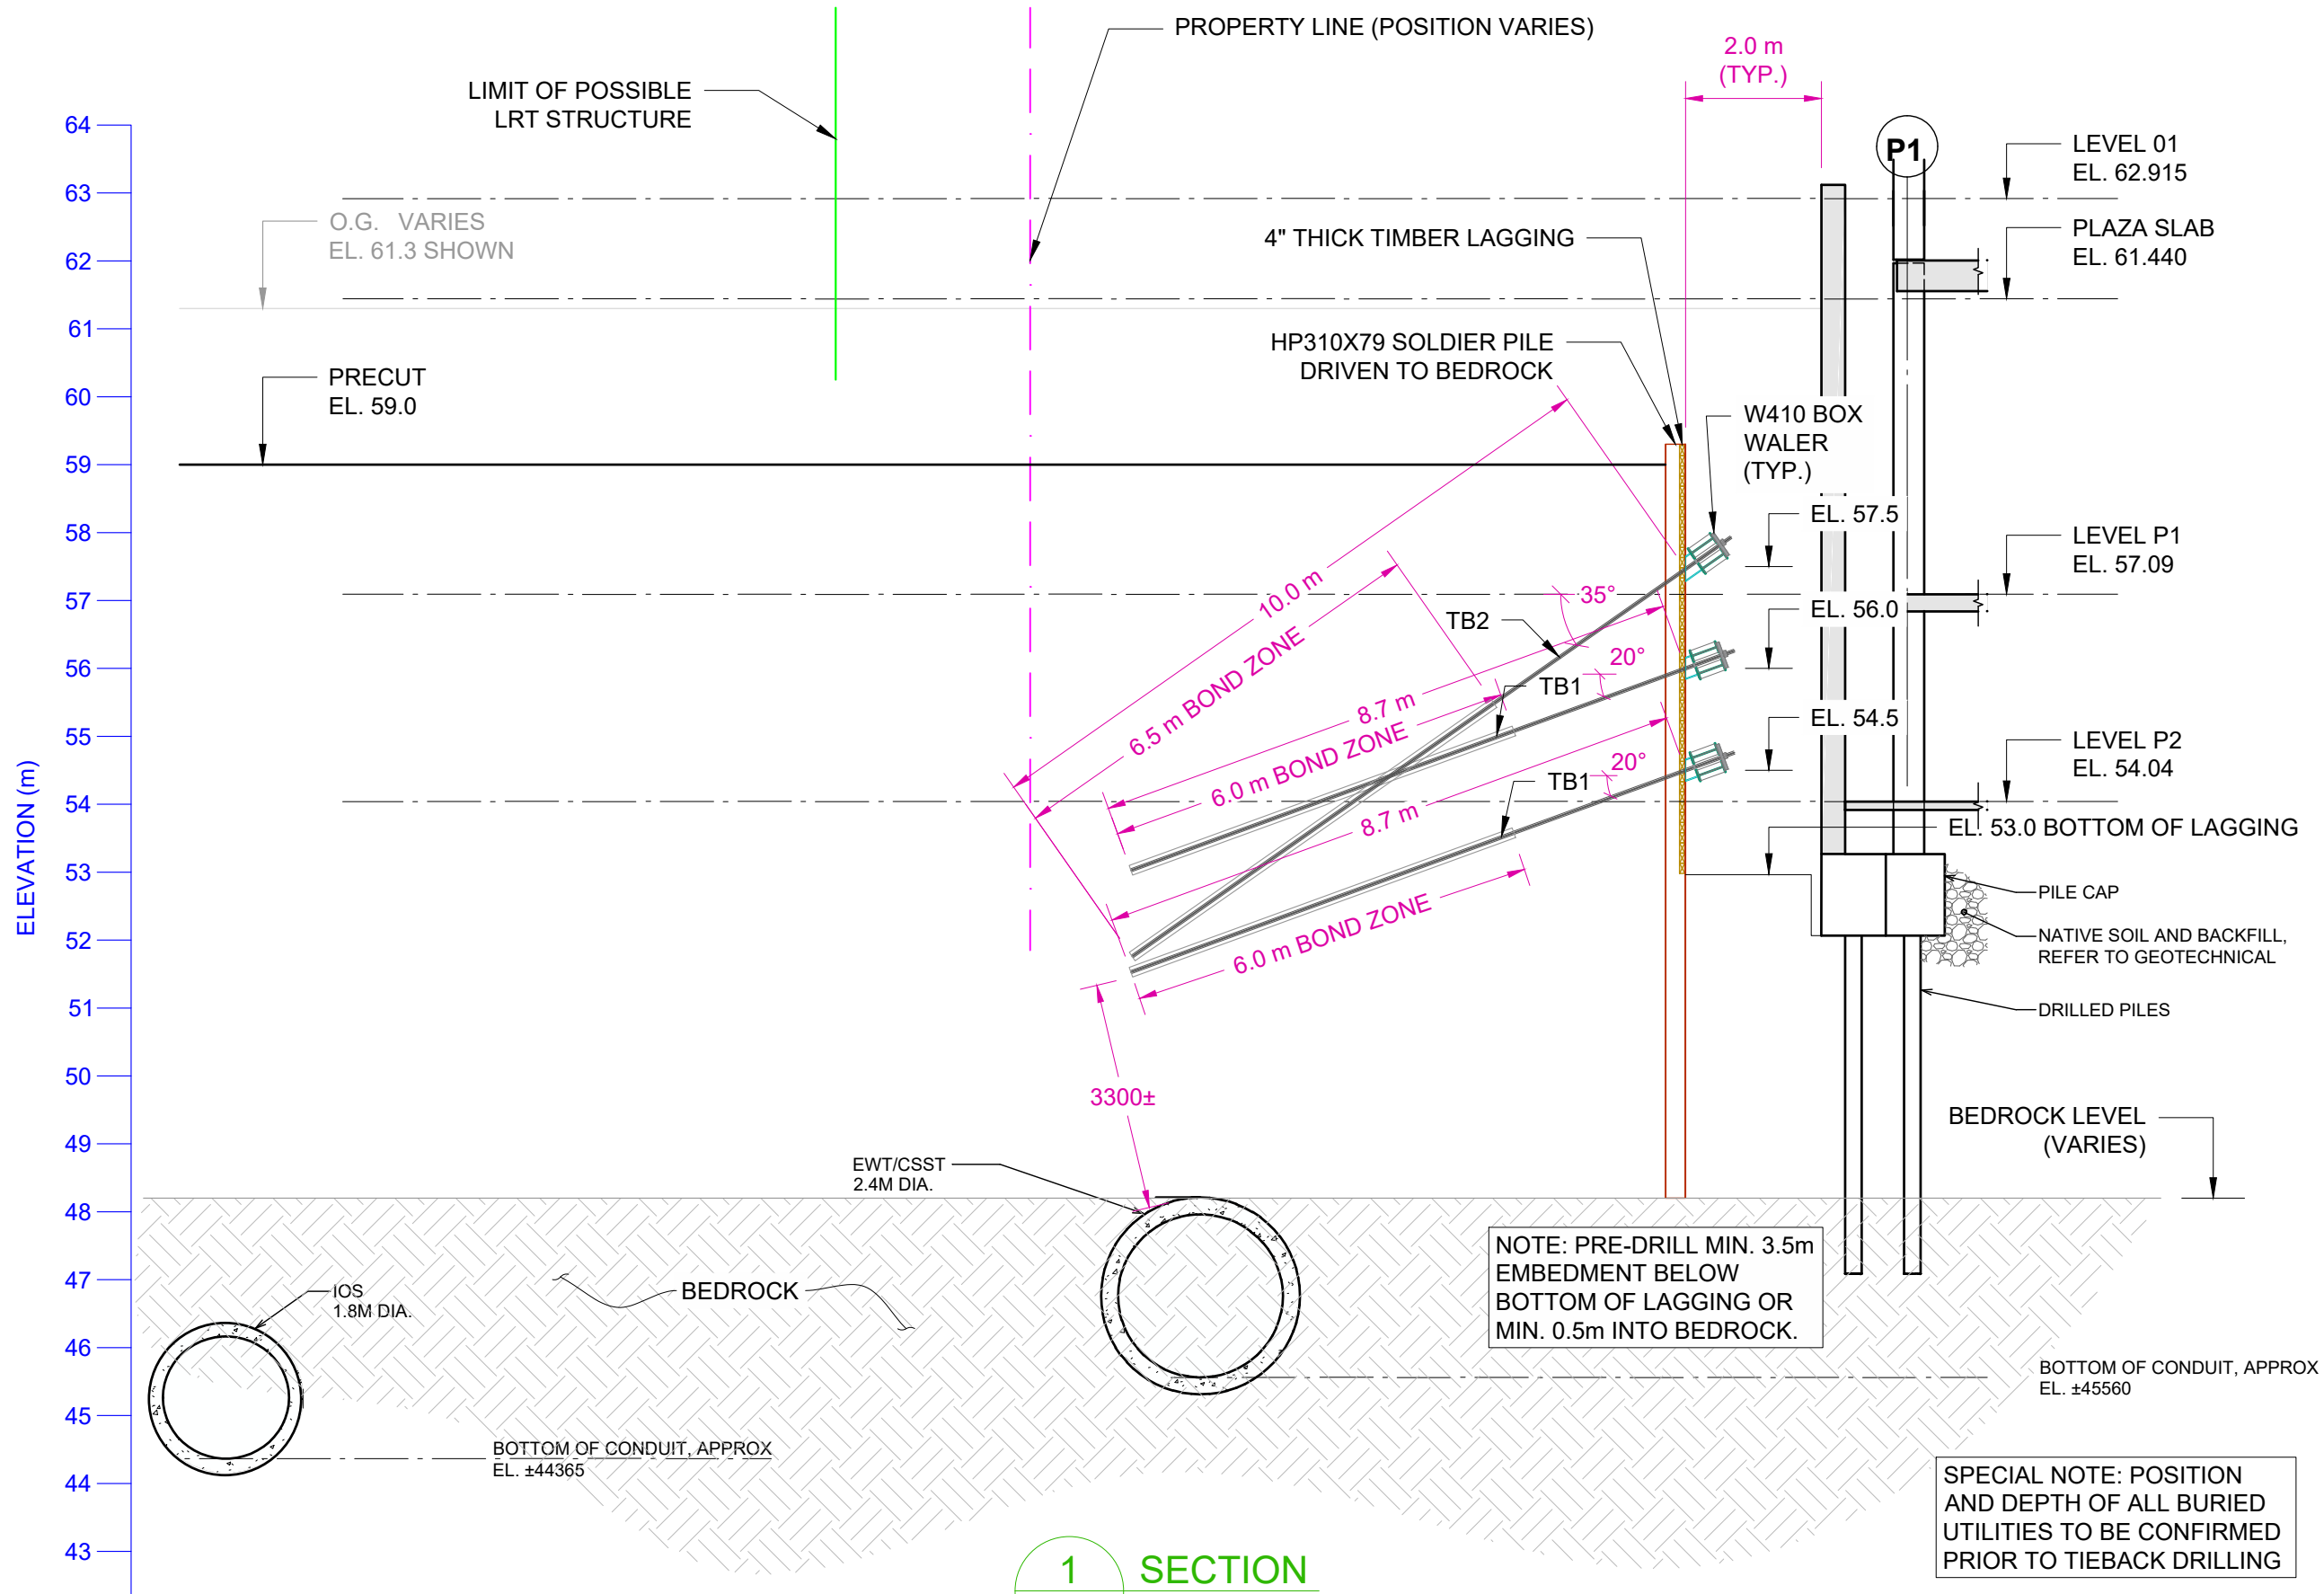 PROPERTY LINE (POSITION VARIES)
2.0 m
(TYP.)
LIMIT OF POSSIBLE
LRT STRUCTURE
P1
LEVEL 01
EL. 62.915
O.G. VARIES
EL. 61.3 SHOWN
4" THICK TIMBER LAGGING
PLAZA SLAB
EL. 61.440
HP310X79 SOLDIER PILE
DRIVEN TO BEDROCK
PRECUT
EL. 59.0
W410 BOX
WALER
(TYP.)
EL. 57.5
LEVEL P1
EL. 57.09
10.0 m
6.5 m BOND ZONE
35°
TB2
EL. 56.0
20°
TB1
8.7 m
6.0 m BOND ZONE
EL. 54.5
20°
TB1
8.7 m
6.0 m BOND ZONE
LEVEL P2
EL. 54.04
EL. 53.0 BOTTOM OF LAGGING
PILE CAP
NATIVE SOIL AND BACKFILL,
REFER TO GEOTECHNICAL
DRILLED PILES
3300±
BEDROCK LEVEL
(VARIES)
EWT/CSST
2.4M DIA.
NOTE: PRE-DRILL MIN. 3.5m
EMBEDMENT BELOW
BOTTOM OF LAGGING OR
MIN. 0.5m INTO BEDROCK.
IOS
1.8M DIA.
BEDROCK
BOTTOM OF CONDUIT, APPROX
EL. ±45560
BOTTOM OF CONDUIT, APPROX
EL. ±44365
SPECIAL NOTE: POSITION
AND DEPTH OF ALL BURIED
UTILITIES TO BE CONFIRMED
PRIOR TO TIEBACK DRILLING
1 SECTION
ELEVATION (m)
64
63
62
61
60
59
58
57
56
55
54
53
52
51
50
49
48
47
46
45
44
43